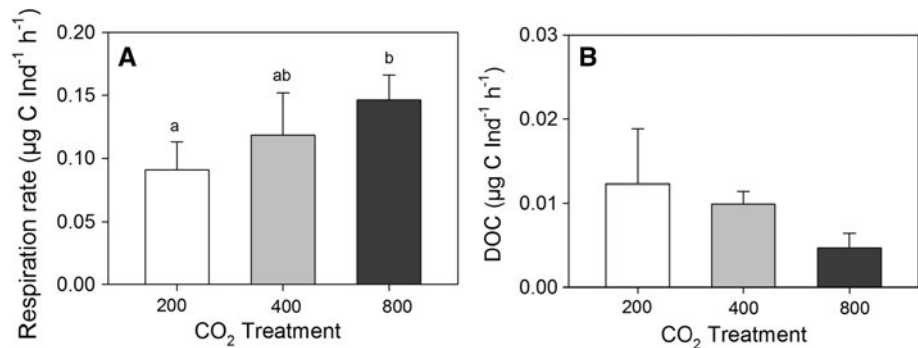 A
Respiration rate (µg C Ind⁻¹ h⁻¹)
0.20
0.15
0.10
0.05
0.00
a
ab
b
200 400 800
CO₂ Treatment
B
DOC (µg C Ind⁻¹ h⁻¹)
0.03
0.02
0.01
0.00
200 400 800
CO₂ Treatment